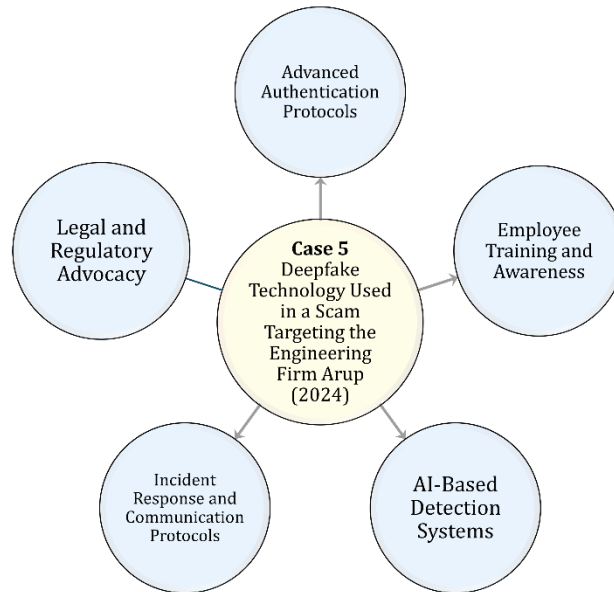 Advanced
Authentication
Protocols
Legal and
Regulatory
Advocacy
Case 5
Deepfake
Technology Used
in a Scam
Targeting the
Engineering
Firm Arup
(2024)
Employee
Training and
Awareness
Incident
Response and
Communication
Protocols
AI-Based
Detection
Systems